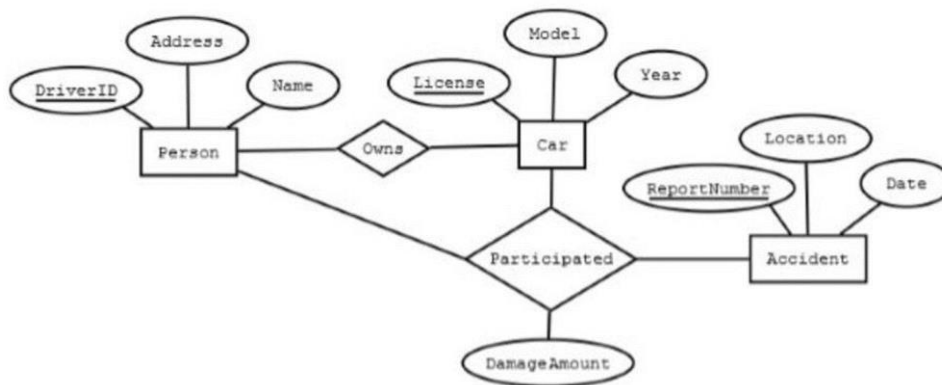 Address
DriverID
Name
Person
Owns
Model
License
Year
Car
Location
ReportNumber
Date
Accident
Participated
DamageAmount